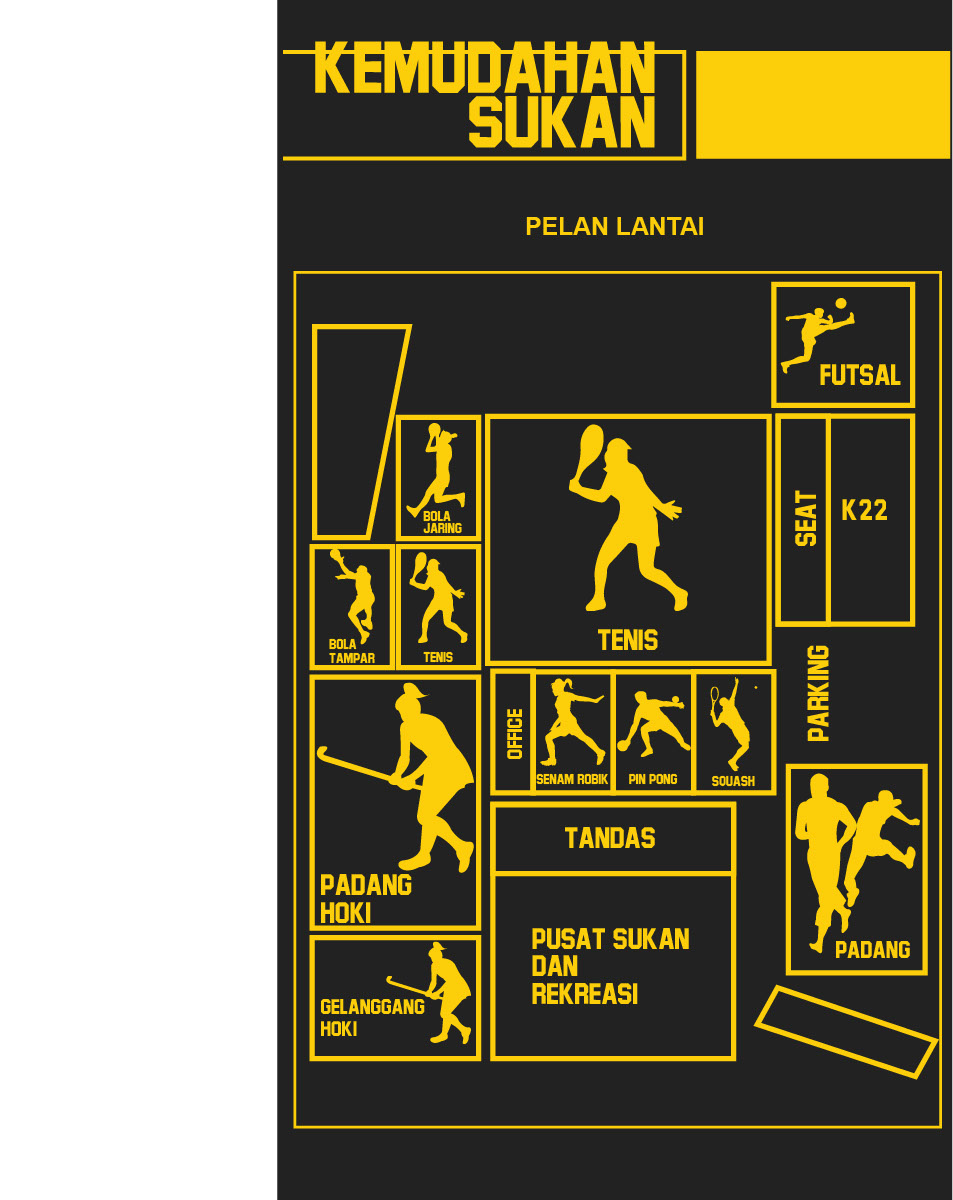 KEMUDAHAN
SUKAN
PELAN LANTAI
FUTSAL
BOLA
JARING
SEAT
K22
BOLA
TAMPAR
TENIS
TENIS
PARKING
OFFICE
SENAM ROBIK
PIN PONG
SQUASH
PADANG
HOKI
TANDAS
PUSAT SUKAN
DAN
REKREASI
PADANG
GELANGGANG
HOKI